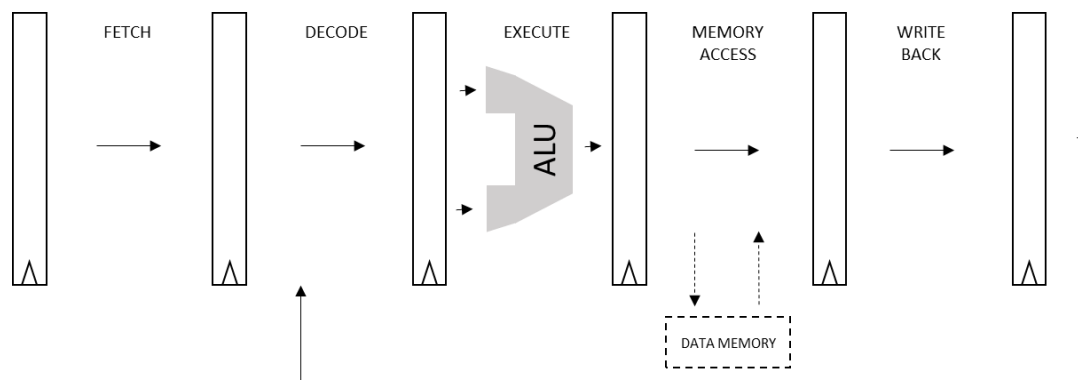 FETCH
DECODE
EXECUTE
MEMORY
ACCESS
WRITE
BACK
ALU
DATA MEMORY